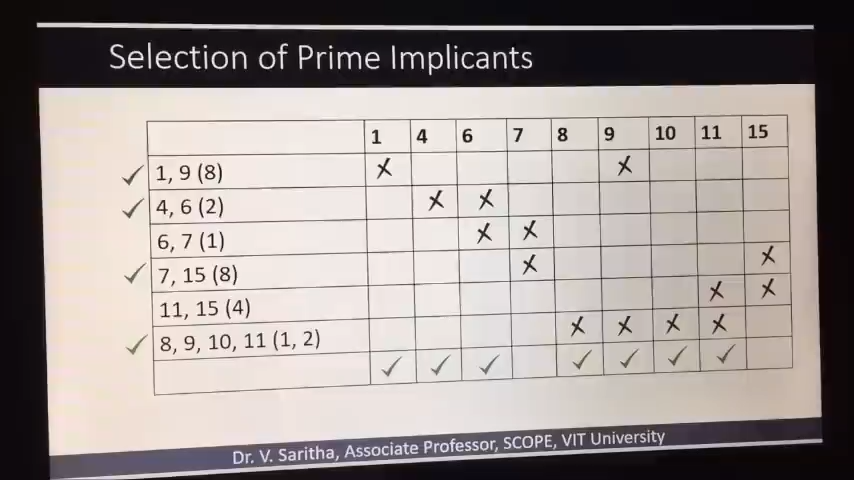 Selection of Prime Implicants
1 4 6 7 8 9 10 11 15
✓ 1, 9 (8) X X
✓ 4, 6 (2) X X
6, 7 (1) X X
✓ 7, 15 (8) X X
11, 15 (4) X X
✓ 8, 9, 10, 11 (1, 2) X X X X
✓ ✓ ✓ ✓ ✓ ✓ ✓
Dr. V. Saritha, Associate Professor, SCOPE, VIT University